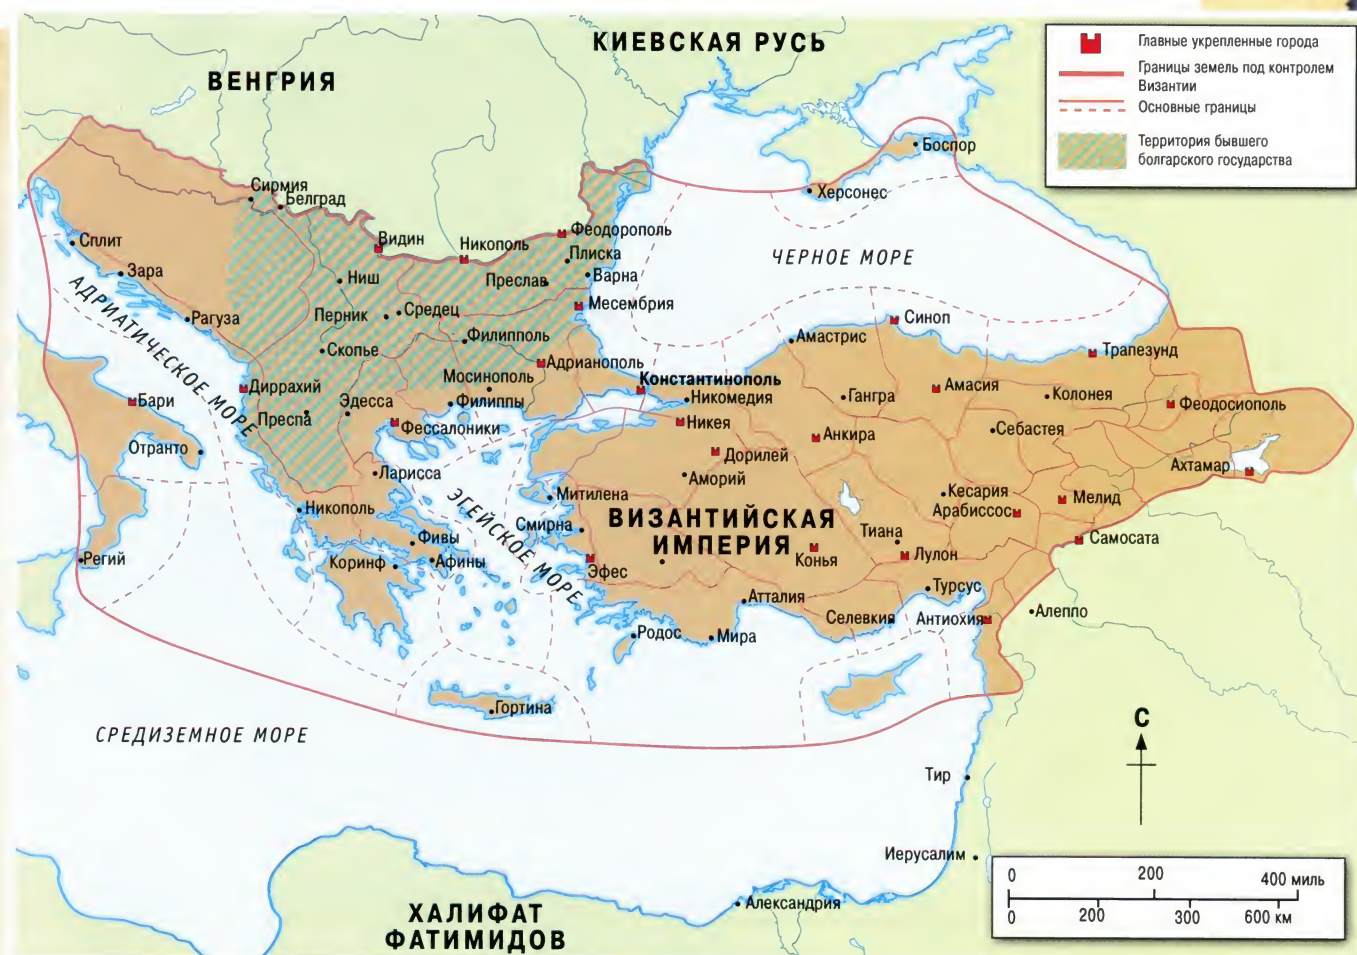 КИЕВСКАЯ РУСЬ
ВЕНГРИЯ
Главные укрепленные города
Границы земель под контролем
Византии
Основные границы
Территория бывшего
болгарского государства
Боспор
Херсонес
Сирмия
Белград
Видин
Никополь
Феодорополь
Плиска
Сплит
Зара
Ниш
Преслав
Варна
ЧЕРНОЕ МОРЕ
АДРИАТИЧЕСКОЕ МОРЕ
Рагуза
Перник
Средец
Месембрия
Синоп
Филипполь
Амастрис
Скопье
Адрианополь
Трапезунд
Диррахий
Мосинополь
Константинополь
Никомедия
Гангра
Амасия
Колонея
Феодосиополь
Бари
Преспа
Эдесса
Филиппы
Фессалоники
Никея
Анкира
Себастея
Отранто
Дорилей
Ахтамар
Ларисса
Аморий
Кесария
Мелид
Арабиссос
Митилена
Никополь
ЭГЕЙСКОЕ МОРЕ
Смирна
ВИЗАНТИЙСКАЯ
ИМПЕРИЯ
Тиана
Самосата
Фивы
Регий
Коринф
Афины
Эфес
Конья
Лулон
Турсус
Атталия
Селевкия
Антиохия
Алеппо
Родос
Мира
Гортина
СРЕДИЗЕМНОЕ МОРЕ
С
Тир
Иерусалим
Александрия
ХАЛИФАТ
ФАТИМИДОВ
0 200 400 миль
0 200 300 600 км